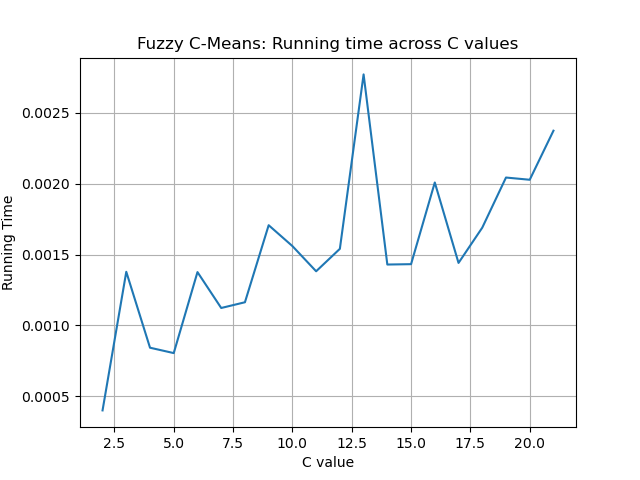 Fuzzy C-Means: Running time across C values
Running Time
0.0025
0.0020
0.0015
0.0010
0.0005
2.5 5.0 7.5 10.0 12.5 15.0 17.5 20.0
C value